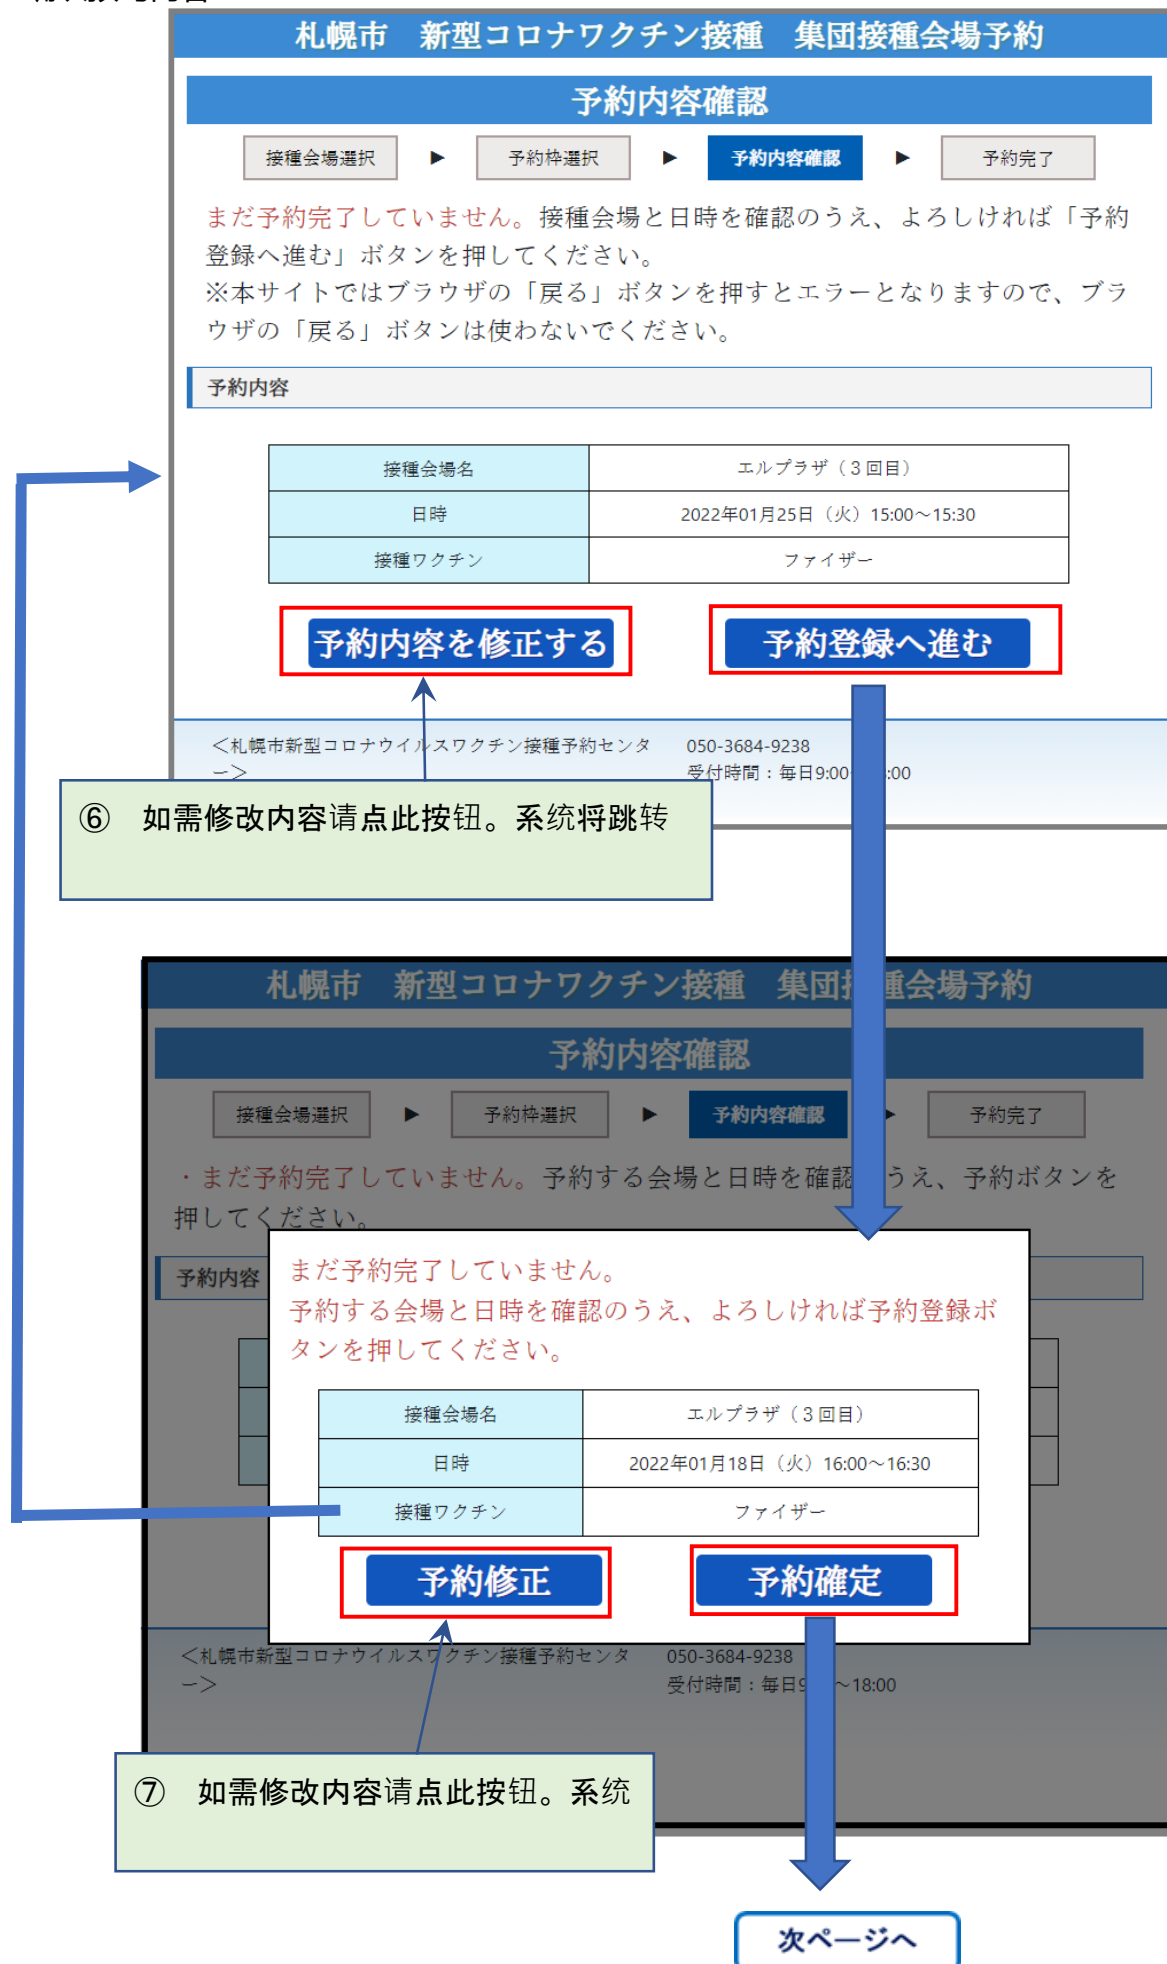 札幌市　新型コロナワクチン接種　集団接種会場予約
予約内容確認
接種会場選択 ▶ 予約枠選択 ▶ 予約内容確認 ▶ 予約完了
まだ予約完了していません。接種会場と日時を確認のうえ、よろしければ「予約
登録へ進む」ボタンを押してください。
※本サイトではブラウザの「戻る」ボタンを押すとエラーとなりますので、ブラ
ウザの「戻る」ボタンは使わないでください。
予約内容
接種会場名 エルプラザ（３回目）
日時 2022年01月25日（火）15:00～15:30
接種ワクチン ファイザー
予約内容を修正する 予約登録へ進む
＜札幌市新型コロナウイルスワクチン接種予約センタ 050-3684-9238
ー＞ 受付時間：毎日9:00 :00
⑥　如需修改内容请点此按钮。系统将跳转
札幌市　新型コロナワクチン接種　集団接種会場予約
予約内容確認
接種会場選択 ▶ 予約枠選択 ▶ 予約内容確認 ▶ 予約完了
・まだ予約完了していません。予約する会場と日時を確認 うえ、予約ボタンを
押してください。
予約内容
まだ予約完了していません。
予約する会場と日時を確認のうえ、よろしければ予約登録ボ
タンを押してください。
接種会場名 エルプラザ（３回目）
日時 2022年01月18日（火）16:00～16:30
接種ワクチン ファイザー
予約修正 予約確定
＜札幌市新型コロナウイルスワクチン接種予約センタ 050-3684-9238
ー＞ 受付時間：毎日9 ～18:00
⑦　如需修改内容请点此按钮。系统
次ページへ